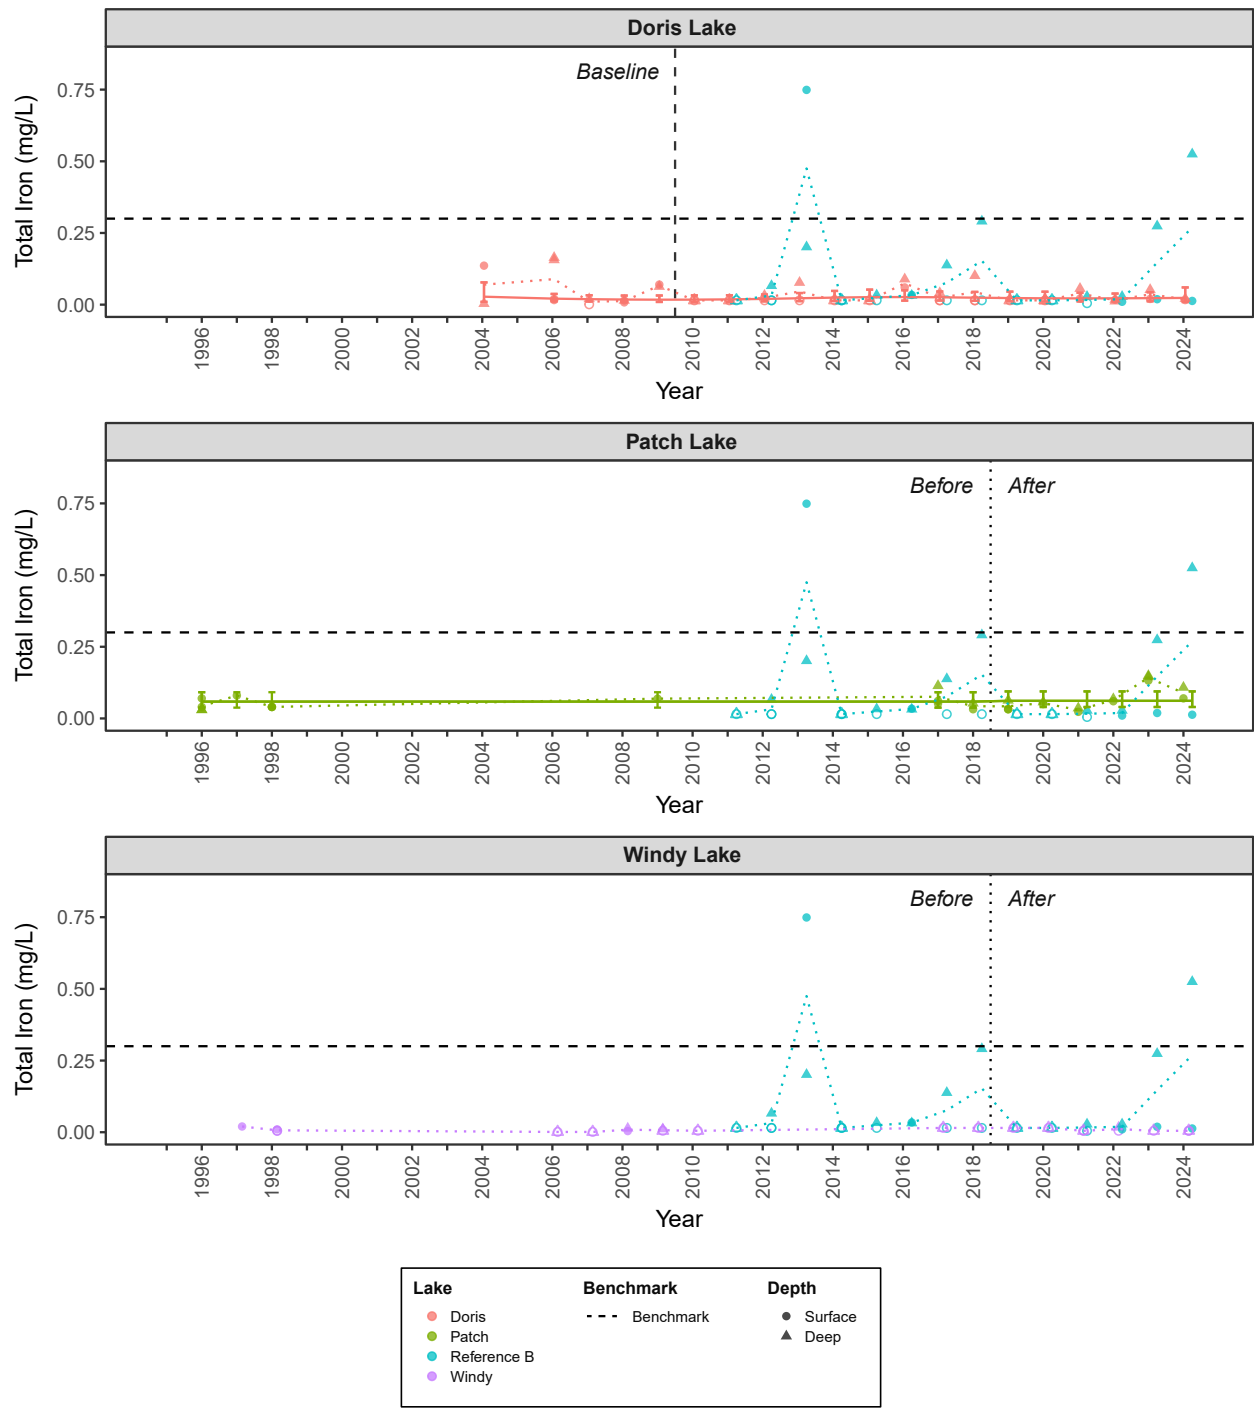 Doris Lake
Baseline
Total Iron (mg/L)
0.75
0.50
0.25
0.00
1996 1998 2000 2002 2004 2006 2008 2010 2012 2014 2016 2018 2020 2022 2024
Year
Patch Lake
Before After
Total Iron (mg/L)
0.75
0.50
0.25
0.00
1996 1998 2000 2002 2004 2006 2008 2010 2012 2014 2016 2018 2020 2022 2024
Year
Windy Lake
Before After
Total Iron (mg/L)
0.75
0.50
0.25
0.00
1996 1998 2000 2002 2004 2006 2008 2010 2012 2014 2016 2018 2020 2022 2024
Year
Lake Benchmark Depth
Doris Benchmark Surface
Patch Deep
Reference B
Windy